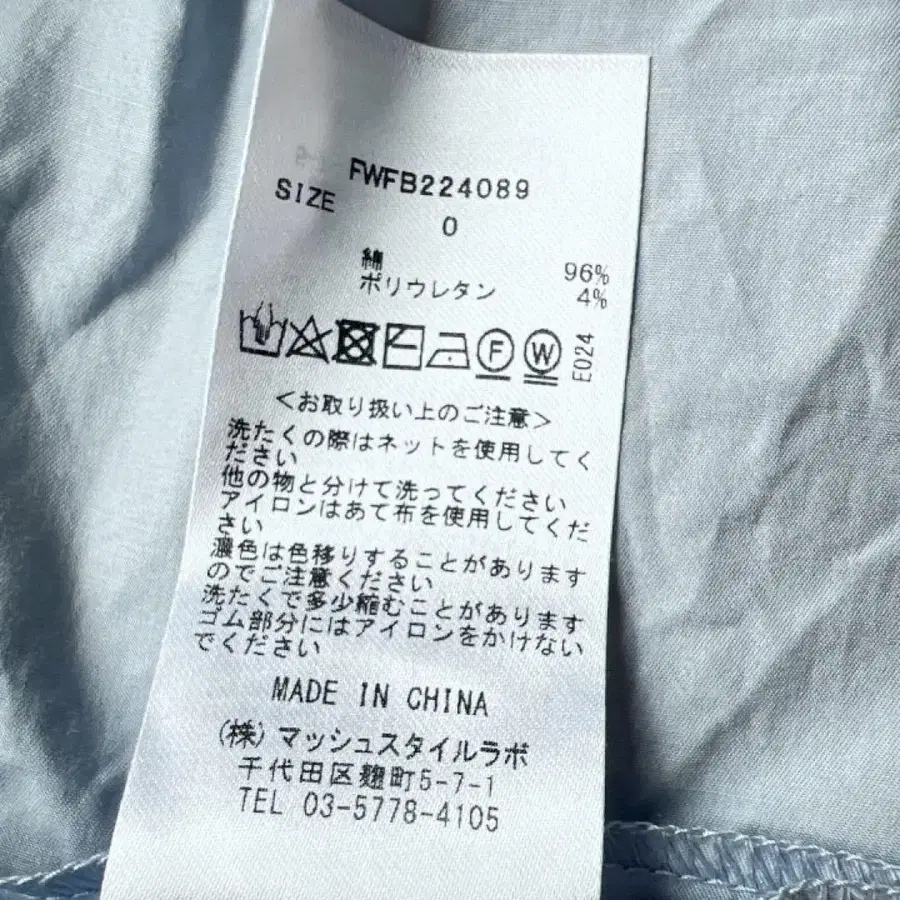 FWFB224089
SIZE 0
綿 96%
ポリウレタン 4%
F W E024
<お取り扱い上のご注意>
洗たくの際はネットを使用してく
ださい
他の物と分けて洗ってください
アイロンはあて布を使用してくだ
さい
濃色は色移りすることがあります
のでご注意ください
洗たくで多少縮むことがあります
ゴム部分にはアイロンをかけない
でください
MADE IN CHINA
(株)マッシュスタイルラボ
千代田区麹町5-7-1
TEL 03-5778-4105